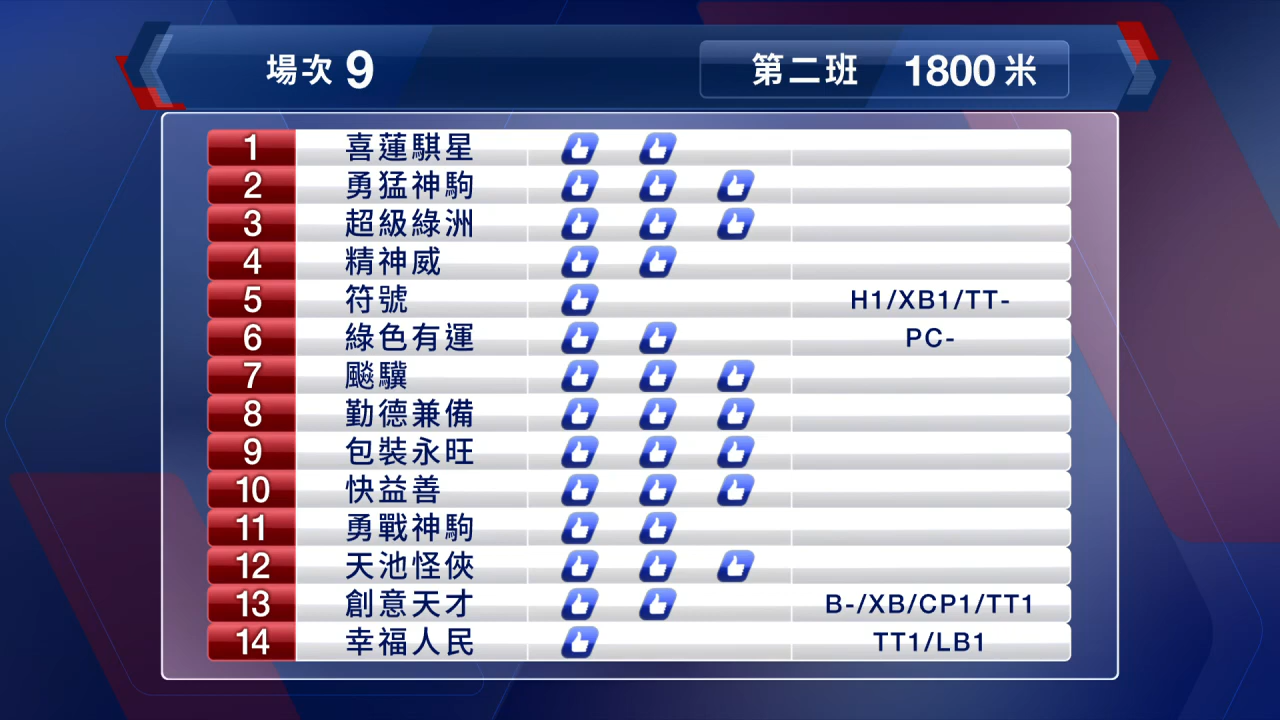 場次 9 第二班 1800 米
1 喜蓮騏星
2 勇猛神駒
3 超級綠洲
4 精神威
5 符號 H1/XB1/TT-
6 綠色有運 PC-
7 飈驥
8 勤德兼備
9 包裝永旺
10 快益善
11 勇戰神駒
12 天池怪俠
13 創意天才 B-/XB/CP1/TT1
14 幸福人民 TT1/LB1